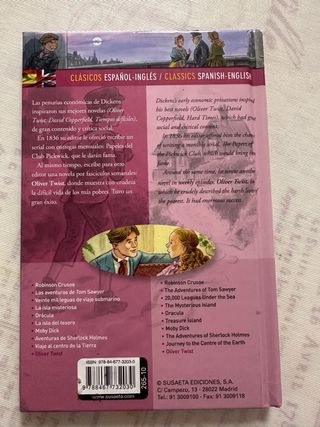 CLÁSICOS ESPAÑOL-INGLÉS / CLASSICS SPANISH-ENGLISH
Las penurias económicas de Dickens
inspiraron sus mejores novelas (Oliver
Twist, David Copperfield, Tiempos difíciles),
de gran contenido y crítica social.
En 1836 su editor le ofreció escribir un
serial con entregas mensuales: Papeles del
Club Pickwick, que le darán fama.
Al mismo tiempo, escribe para otro
editor una novela por fascículos semanales:
Oliver Twist, donde muestra con crudeza
la difícil vida de los más pobres. Tuvo un
gran éxito.
Dickens's early economic privations inspired
his best novels (Oliver Twist, David
Copperfield, Hard Times), which had great
social and critical content.
In 1836 an editor offered him the chance
of writing a monthly serial, The Papers of
the Pickwick Club, which would bring him
fame.
Around the same time, he wrote another
novel in weekly episodes: Oliver Twist, in
which he crudely described the harsh lives of
the poorest. It had enormous success.
Robinson Crusoe
Las aventuras de Tom Sawyer
Veinte mil leguas de viaje submarino
La isla misteriosa
Drácula
La isla del tesoro
Moby Dick
Aventuras de Sherlock Holmes
Viaje al centro de la Tierra
Oliver Twist
Robinson Crusoe
The Adventures of Tom Sawyer
20,000 Leagues Under the Sea
The Mysterious Island
Dracula
Treasure Island
Moby Dick
The Adventures of Sherlock Holmes
Journey to the Centre of the Earth
Oliver Twist
ISBN: 978-84-677-3203-0
9 788467 732030
265-10
www.susaeta.com
© SUSAETA EDICIONES, S.A.
C/ Campezo, 13 - 28022 Madrid
Tel.: 91 3009100 - Fax: 91 3009118